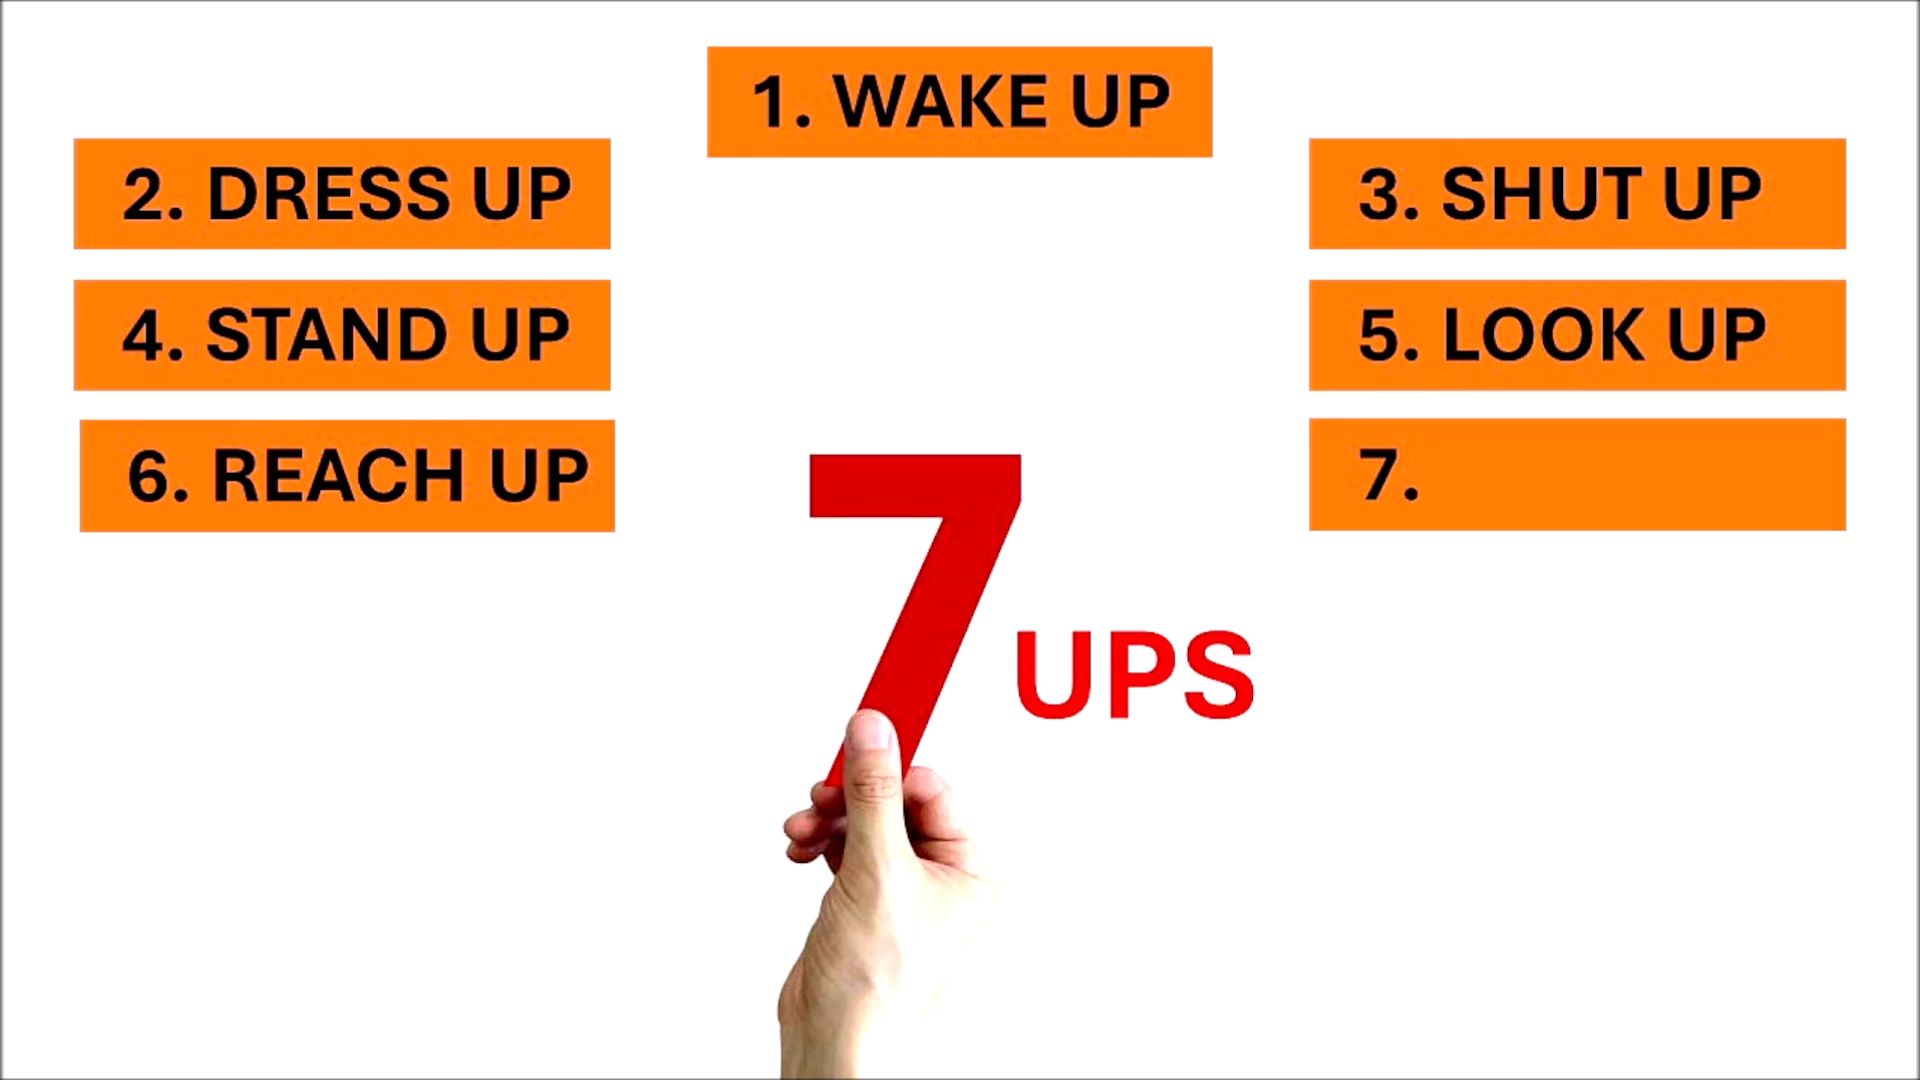 1. WAKE UP
2. DRESS UP
3. SHUT UP
4. STAND UP
5. LOOK UP
6. REACH UP
7.
7 UPS